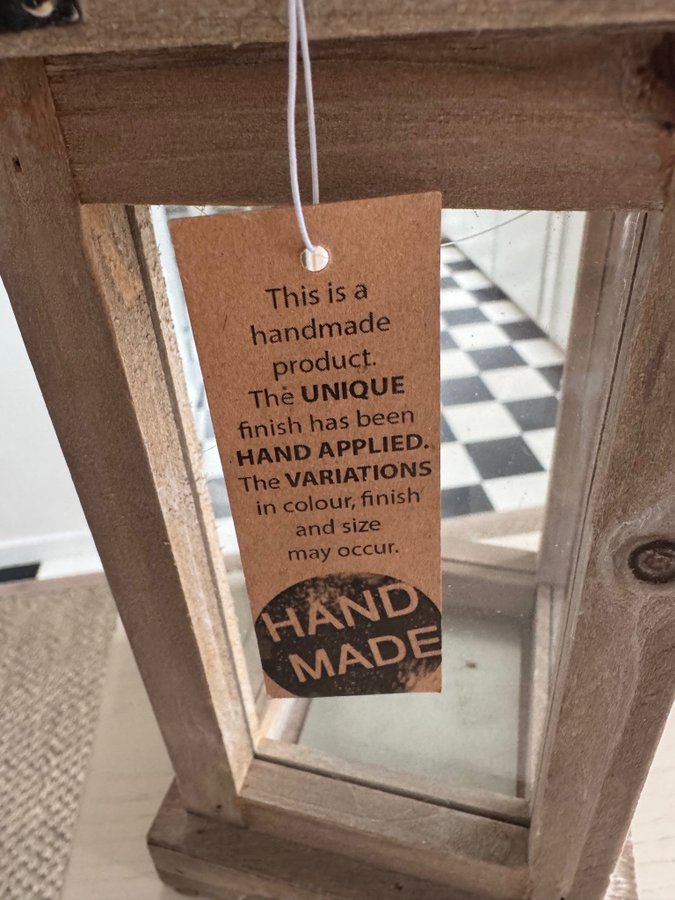 This is a
handmade
product.
The UNIQUE
finish has been
HAND APPLIED.
The VARIATIONS
in colour, finish
and size
may occur.
HAND
MADE